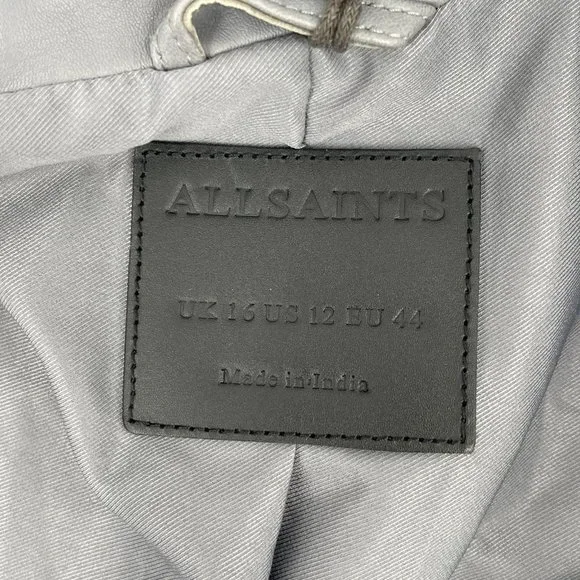 ALLSAINTS
UK 16 US 12 EU 44
Made in India